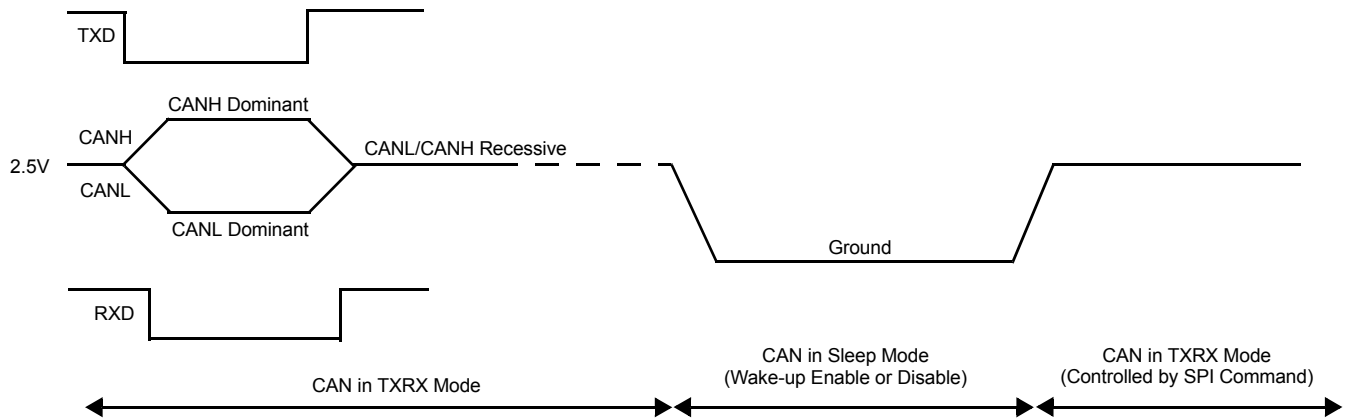 TXD
CANH Dominant
CANH
CANL/CANH Recessive
2.5V
CANL
CANL Dominant
Ground
RXD
CAN in TXRX Mode
CAN in Sleep Mode
(Wake-up Enable or Disable)
CAN in TXRX Mode
(Controlled by SPI Command)